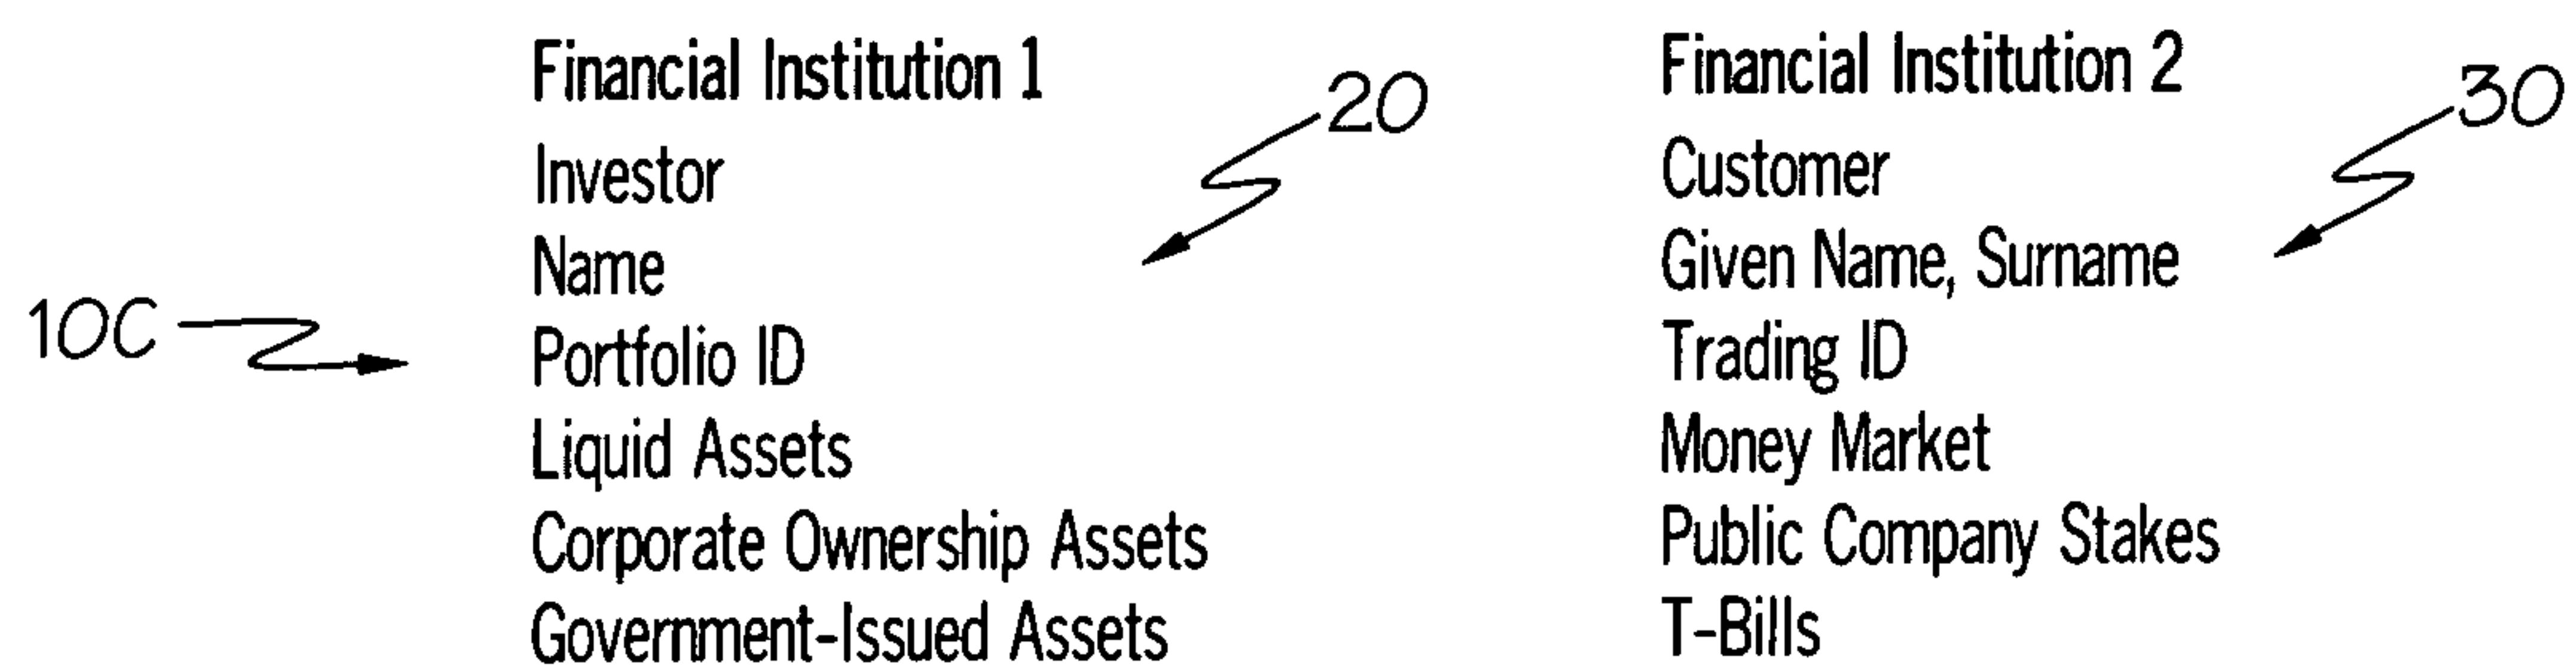 Financial Institution 1
Investor
Name
Portfolio ID
Liquid Assets
Corporate Ownership Assets
Government-Issued Assets
20
10C
Financial Institution 2
Customer
Given Name, Surname
Trading ID
Money Market
Public Company Stakes
T-Bills
30